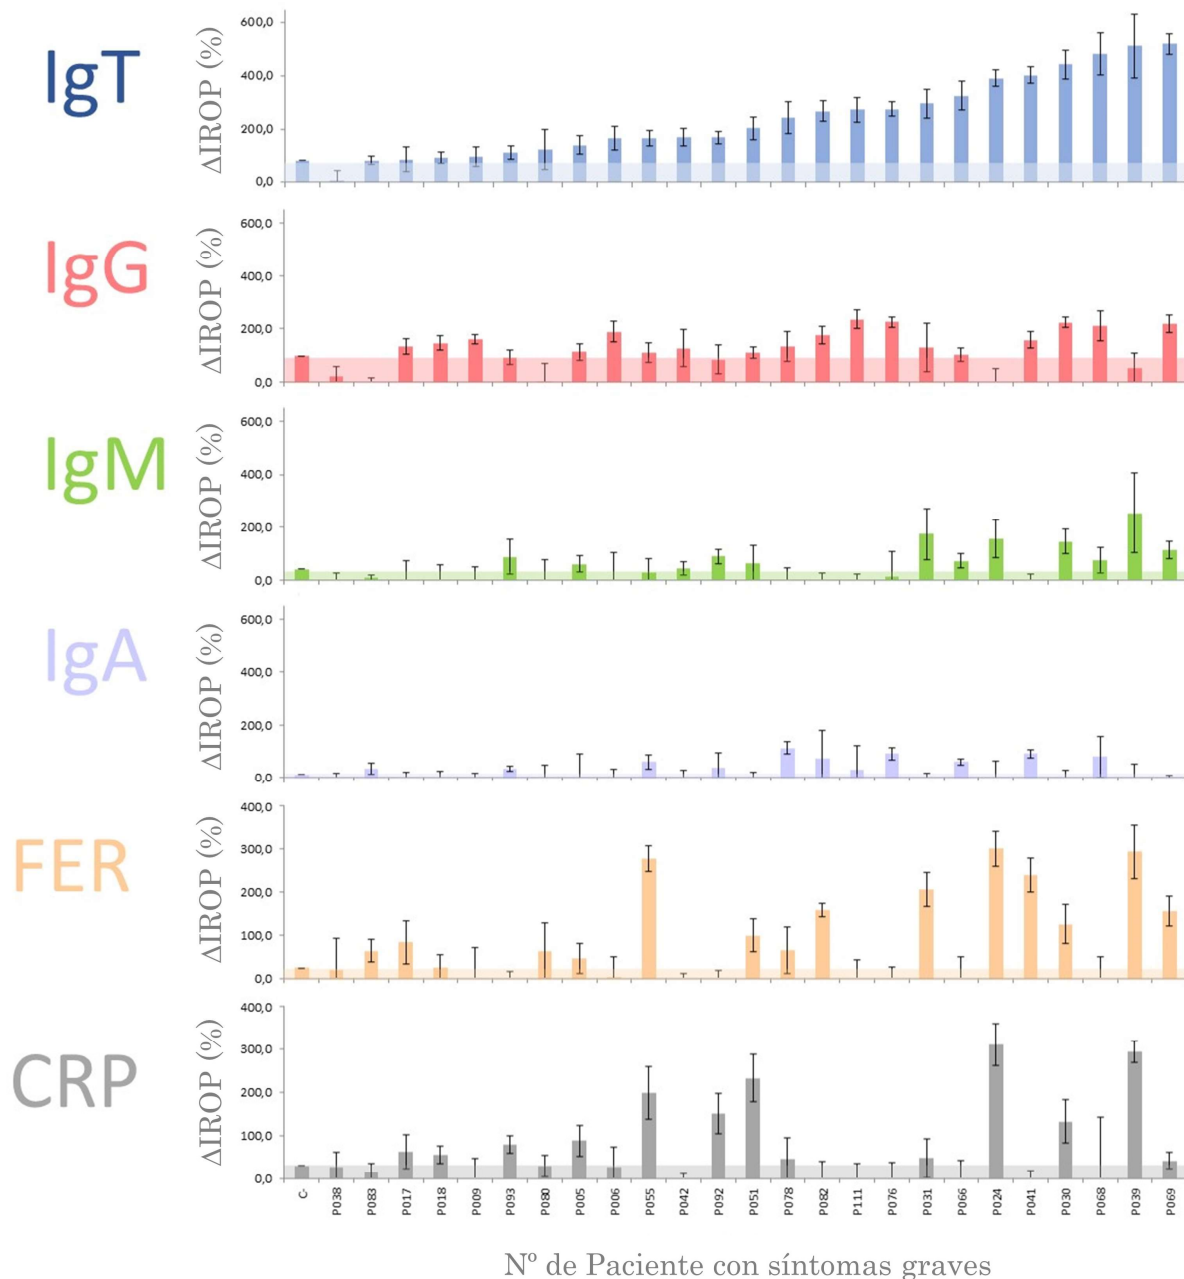 IgT
ΔIROP (%)
600,0
400,0
200,0
0,0
IgG
ΔIROP (%)
600,0
400,0
200,0
0,0
IgM
ΔIROP (%)
600,0
400,0
200,0
0,0
IgA
ΔIROP (%)
600,0
400,0
200,0
0,0
FER
ΔIROP (%)
400,0
300,0
200,0
100,0
0,0
CRP
ΔIROP (%)
400,0
300,0
200,0
100,0
0,0
C- P038 P083 P017 P018 P009 P093 P080 P005 P006 P055 P042 P092 P051 P078 P082 P111 P076 P031 P066 P024 P041 P030 P068 P039 P069
Nº de Paciente con síntomas graves